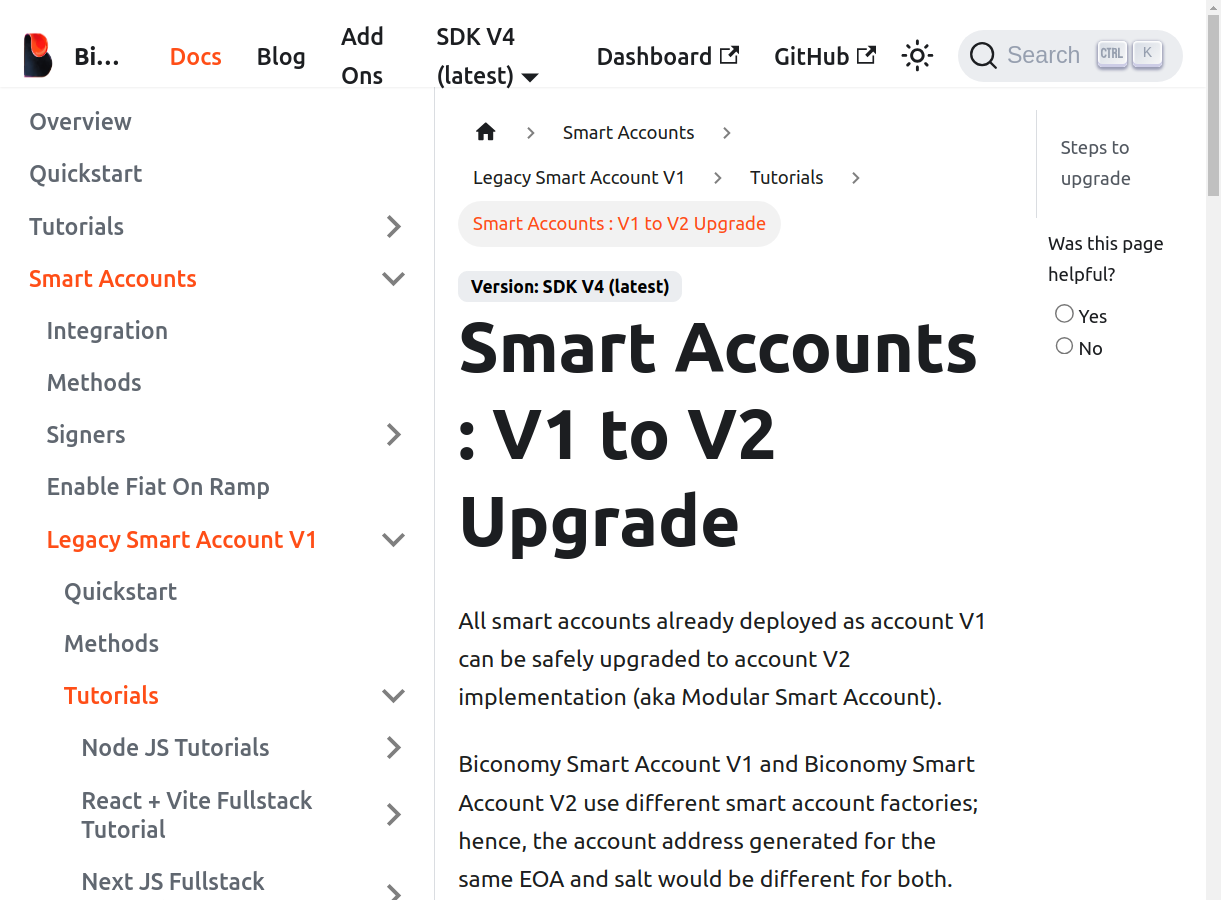 Bi...
Docs
Blog
Add
Ons
SDK V4
(latest)
Dashboard
GitHub
Search
CTRL
K
Overview
Quickstart
Tutorials
Smart Accounts
Integration
Methods
Signers
Enable Fiat On Ramp
Legacy Smart Account V1
Quickstart
Methods
Tutorials
Node JS Tutorials
React + Vite Fullstack
Tutorial
Next JS Fullstack
Smart Accounts
Legacy Smart Account V1
Tutorials
Smart Accounts : V1 to V2 Upgrade
Version: SDK V4 (latest)
Smart Accounts
: V1 to V2
Upgrade
All smart accounts already deployed as account V1
can be safely upgraded to account V2
implementation (aka Modular Smart Account).
Biconomy Smart Account V1 and Biconomy Smart
Account V2 use different smart account factories;
hence, the account address generated for the
same EOA and salt would be different for both.
Steps to
upgrade
Was this page
helpful?
Yes
No